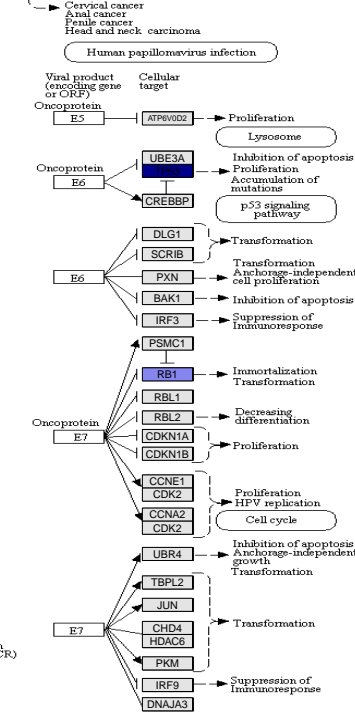 Cervical cancer
Anal cancer
Penile cancer
Head and neck carcinoma
Human papillomavirus infection
Viral product
(encoding gene
or ORF)
Cellular
target
Oncoprotein
E5
ATP6V0D2
Proliferation
Lysosome
Oncoprotein
E6
UBE3A
CREBBP
Inhibition of apoptosis
Proliferation
Accumulation of
mutations
p53 signaling
pathway
E6
DLG1
SCRIB
PXN
BAK1
IRF3
Transformation
Transformation
Anchorage-independent
cell proliferation
Inhibition of apoptosis
Suppression of
Immunoresponse
Oncoprotein
E7
PSMC1
RB1
RBL1
RBL2
CDKN1A
CDKN1B
CCNE1
CDK2
CCNA2
CDK2
Immortalization
Transformation
Decreasing
differentiation
Proliferation
Proliferation
HPV replication
Cell cycle
E7
UBR4
TBPL2
JUN
CHD4
HDAC6
PKM
IRF9
DNAJA3
Inhibition of apoptosis
Anchorage-independent
growth
Transformation
Transformation
Suppression of
Immunoresponse
CR)